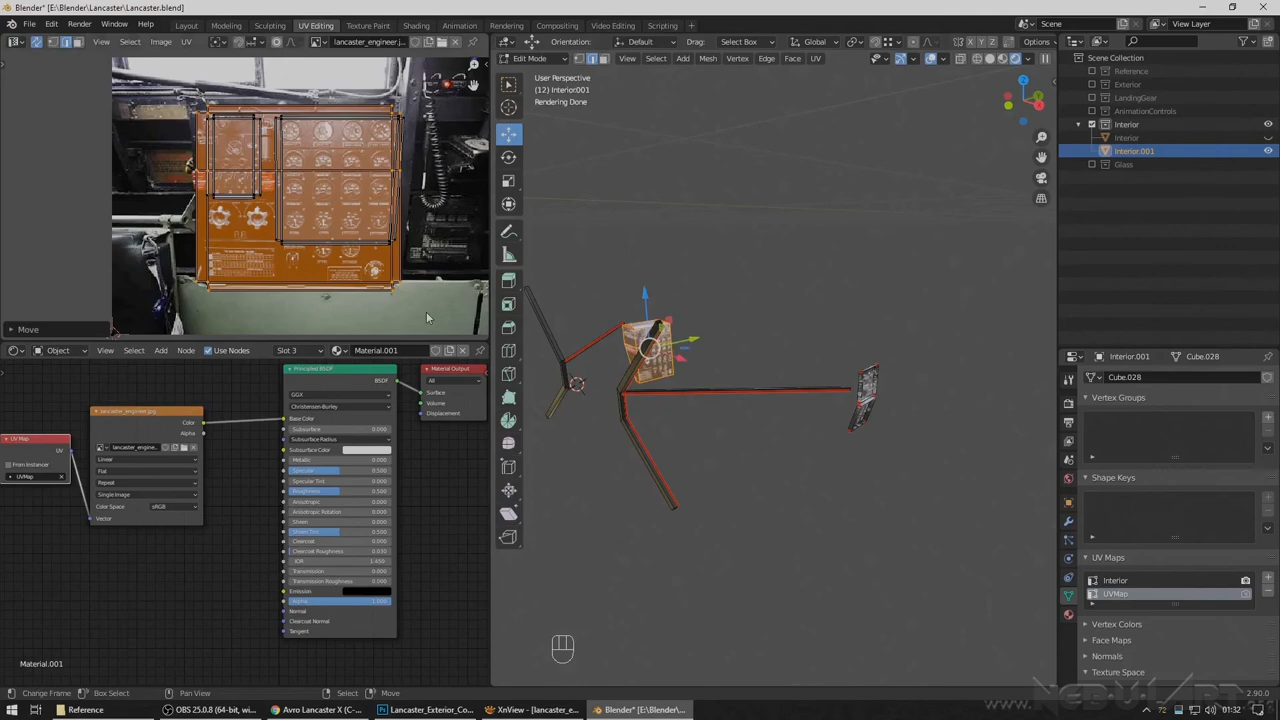 Blender* [E:\Blender\Lancaster\Lancaster.blend]
File Edit Render Window Help Layout Modeling Sculpting UV Editing Texture Paint Shading Animation Rendering Compositing Video Editing Scripting + Scene View Layer
View Select Image UV lancaster_engineer.j... Orientation: Default Drag: Select Box Global X Y Z Options
Edit Mode View Select Add Mesh Vertex Edge Face UV
User Perspective
(12) Interior.001
Rendering Done
Scene Collection
Reference
Exterior
LandingGear
AnimationControls
Interior
Interior
Interior.001
Glass
Move
Object View Select Add Node Use Nodes Slot 3 Material.001
lancaster_engineer.jpg
Color
Alpha
lancaster_engine...
Linear
Flat
Repeat
Single Image
Color Space sRGB
Vector
UV Map
UV
From Instancer
UVMap
Principled BSDF
BSDF
GGX
Christensen-Burley
Base Color
Subsurface 0.000
Subsurface Radius
Subsurface Color
Metallic 0.000
Specular 0.500
Specular Tint 0.000
Roughness 0.500
Anisotropic 0.000
Anisotropic Rotation 0.000
Sheen 0.000
Sheen Tint 0.500
Clearcoat 0.000
Clearcoat Roughness 0.030
IOR 1.450
Transmission 0.000
Transmission Roughness 0.000
Emission
Alpha 1.000
Normal
Clearcoat Normal
Tangent
Material Output
All
Surface
Volume
Displacement
Material.001
Interior.001 Cube.028
Cube.028
Vertex Groups
Shape Keys
UV Maps
Interior
UVMap
Vertex Colors
Face Maps
Normals
Texture Space
Change Frame Box Select Pan View Select Move 2.90.0
NEBULART
Reference OBS 25.0.8 (64-bit, w... Avro Lancaster X (C-... Lancaster_Exterior_Co... XnView - [lancaster_e... Blender* [E:\Blender\... 72 01:32